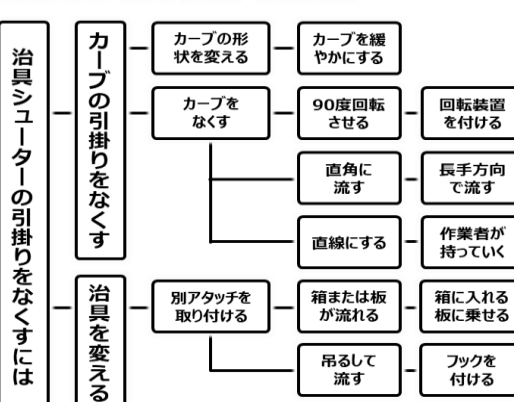 治具シューターの引掛りをなくすには
カーブの引掛りをなくす
カーブの形
状を変える
カーブを緩
やかにする
カーブを
なくす
90度回転
させる
回転装置
を付ける
直角に
流す
長手方向
で流す
直線にする
作業者が
持っていく
治具を変える
別アタッチを
取り付ける
箱または板
が流れる
箱に入れる
板に乗せる
吊るして
流す
フックを
付ける